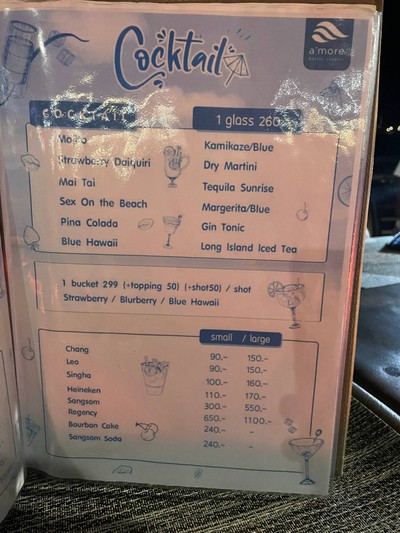 Cocktail
a'more
COCKTAIL
1 glass 260.-
Mojito
Strawberry Daiquiri
Mai Tai
Sex On the Beach
Pina Colada
Blue Hawaii
Kamikaze/Blue
Dry Martini
Tequila Sunrise
Margerita/Blue
Gin Tonic
Long Island Iced Tea
1 bucket 299 (+topping 50) (+shot50) / shot
Strawberry / Blurberry / Blue Hawaii
small / large
Chang 90.- 150.-
Leo 90.- 150.-
Singha 100.- 160.-
Heineken 110.- 170.-
Sangsom 300.- 550.-
Regency 650.- 1100.-
Bourbon Coke 240.- -
Sangsom Soda 240.- -